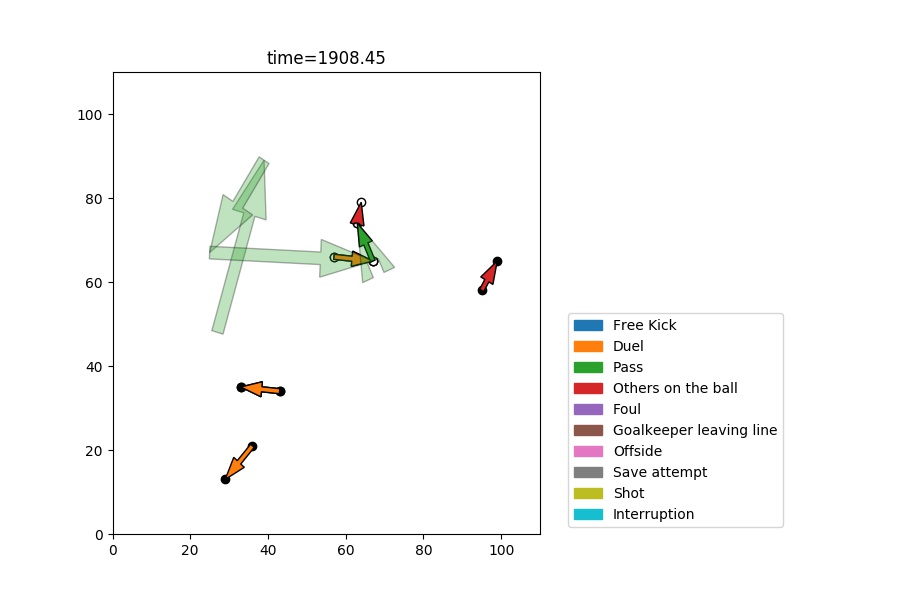 time=1908.45
100
80
60
40
20
0
0 20 40 60 80 100
Free Kick
Duel
Pass
Others on the ball
Foul
Goalkeeper leaving line
Offside
Save attempt
Shot
Interruption